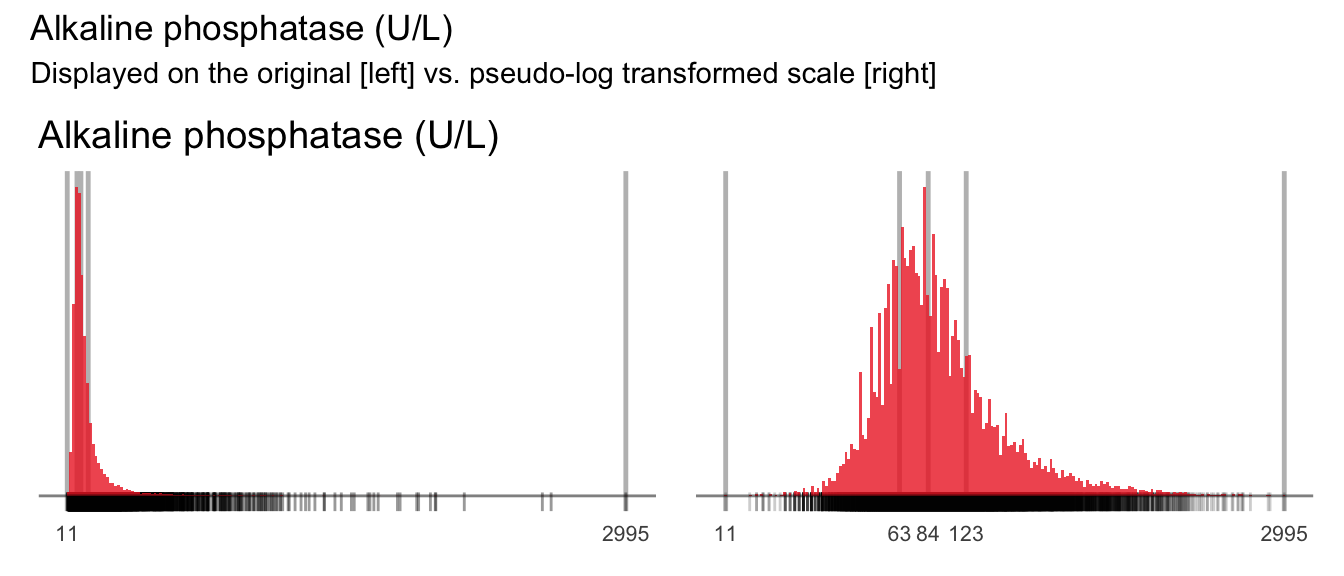 Alkaline phosphatase (U/L)
Displayed on the original [left] vs. pseudo-log transformed scale [right]
Alkaline phosphatase (U/L)
11 2995 11 63 84 123 2995